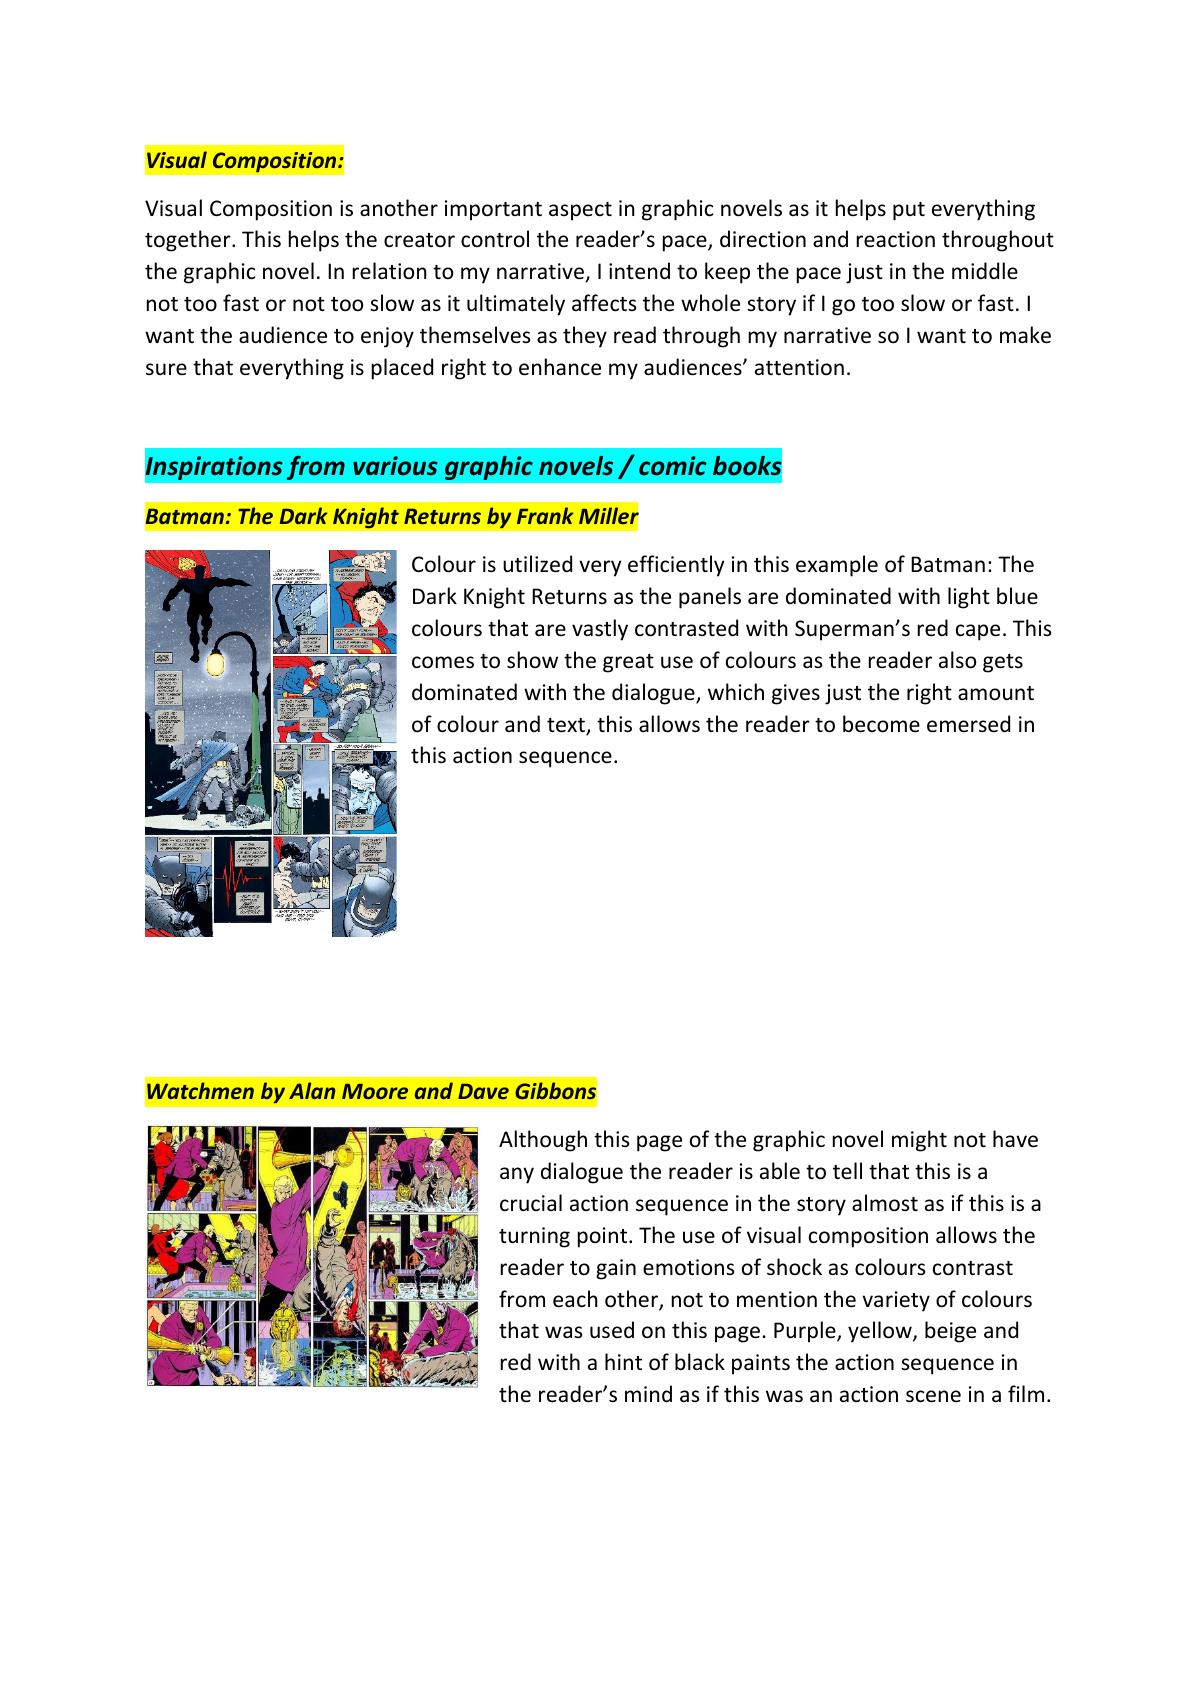 Visual Composition:
Visual Composition is another important aspect in graphic novels as it helps put everything
together. This helps the creator control the reader’s pace, direction and reaction throughout
the graphic novel. In relation to my narrative, I intend to keep the pace just in the middle
not too fast or not too slow as it ultimately affects the whole story if I go too slow or fast. I
want the audience to enjoy themselves as they read through my narrative so I want to make
sure that everything is placed right to enhance my audiences’ attention.
Inspirations from various graphic novels / comic books
Batman: The Dark Knight Returns by Frank Miller
Colour is utilized very efficiently in this example of Batman: The
Dark Knight Returns as the panels are dominated with light blue
colours that are vastly contrasted with Superman’s red cape. This
comes to show the great use of colours as the reader also gets
dominated with the dialogue, which gives just the right amount
of colour and text, this allows the reader to become emersed in
this action sequence.
Watchmen by Alan Moore and Dave Gibbons
Although this page of the graphic novel might not have
any dialogue the reader is able to tell that this is a
crucial action sequence in the story almost as if this is a
turning point. The use of visual composition allows the
reader to gain emotions of shock as colours contrast
from each other, not to mention the variety of colours
that was used on this page. Purple, yellow, beige and
red with a hint of black paints the action sequence in
the reader’s mind as if this was an action scene in a film.